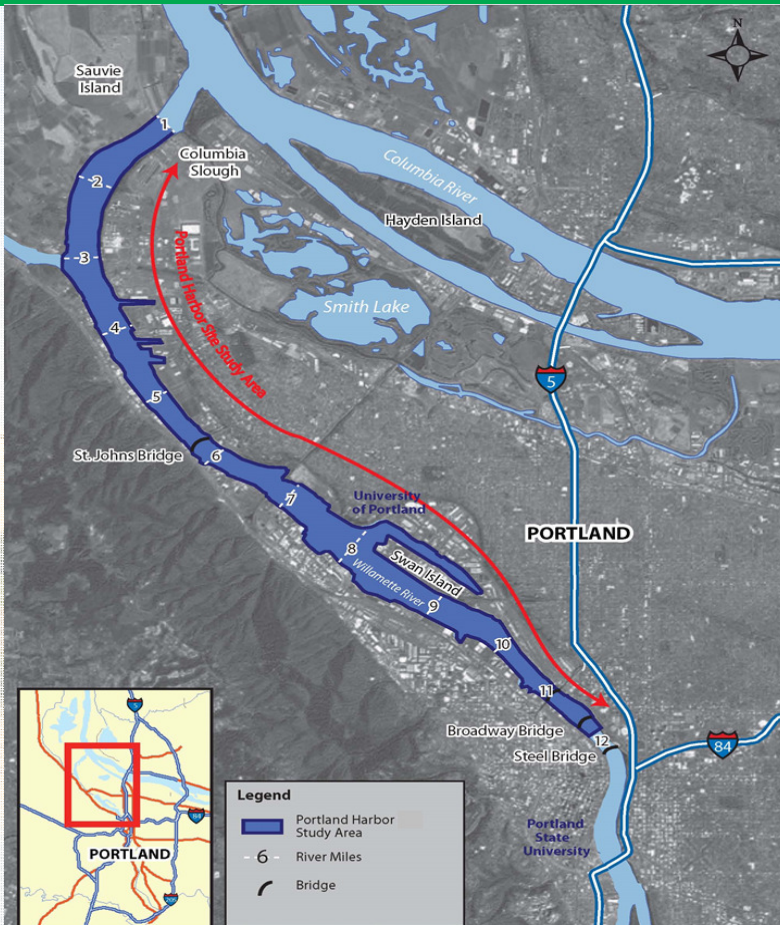 N
Sauvie
Island
1
Columbia
Slough
2
Columbia River
Hayden Island
3
Portland Harbor Site Study Area
Smith Lake
4
5
5
St. Johns Bridge
6
7
University
of Portland
PORTLAND
8
Swan Island
Willamette River
9
10
11
Broadway Bridge
12
Steel Bridge
84
Portland
State
University
5
84
PORTLAND
205
Legend
Portland Harbor
Study Area
6 River Miles
Bridge